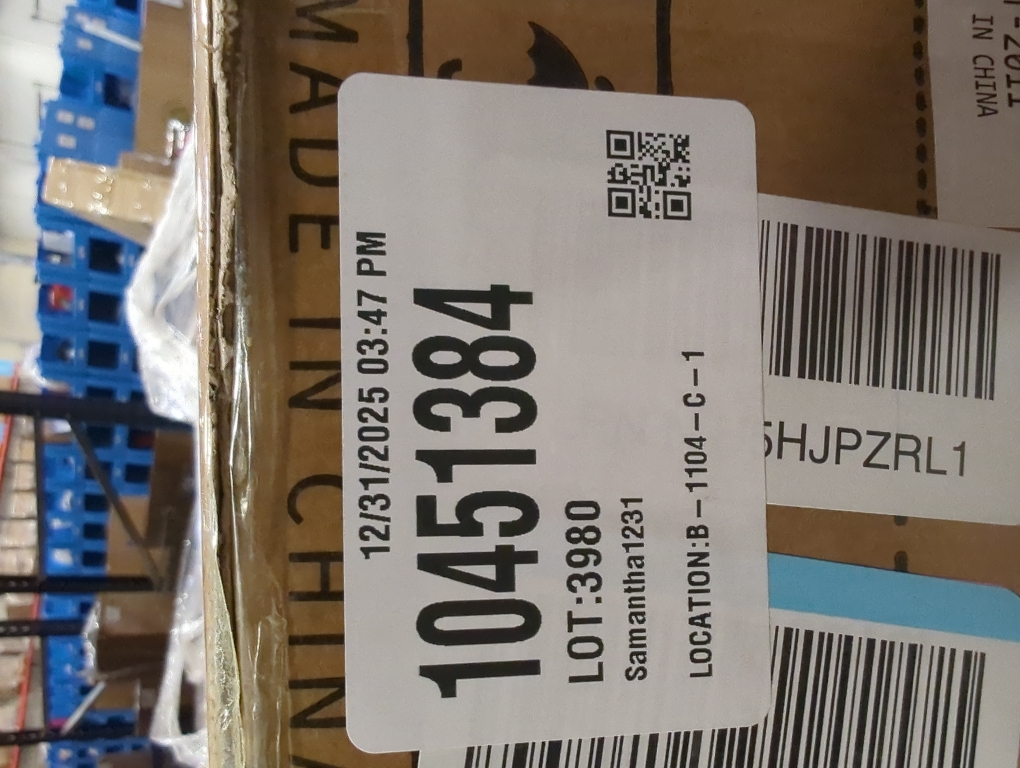 12/31/2025 03:47 PM
10451384
LOT:3980
Samantha1231
LOCATION:B-1104-C-1
MADE IN CHINA
5HJPZRL1
IN CHINA